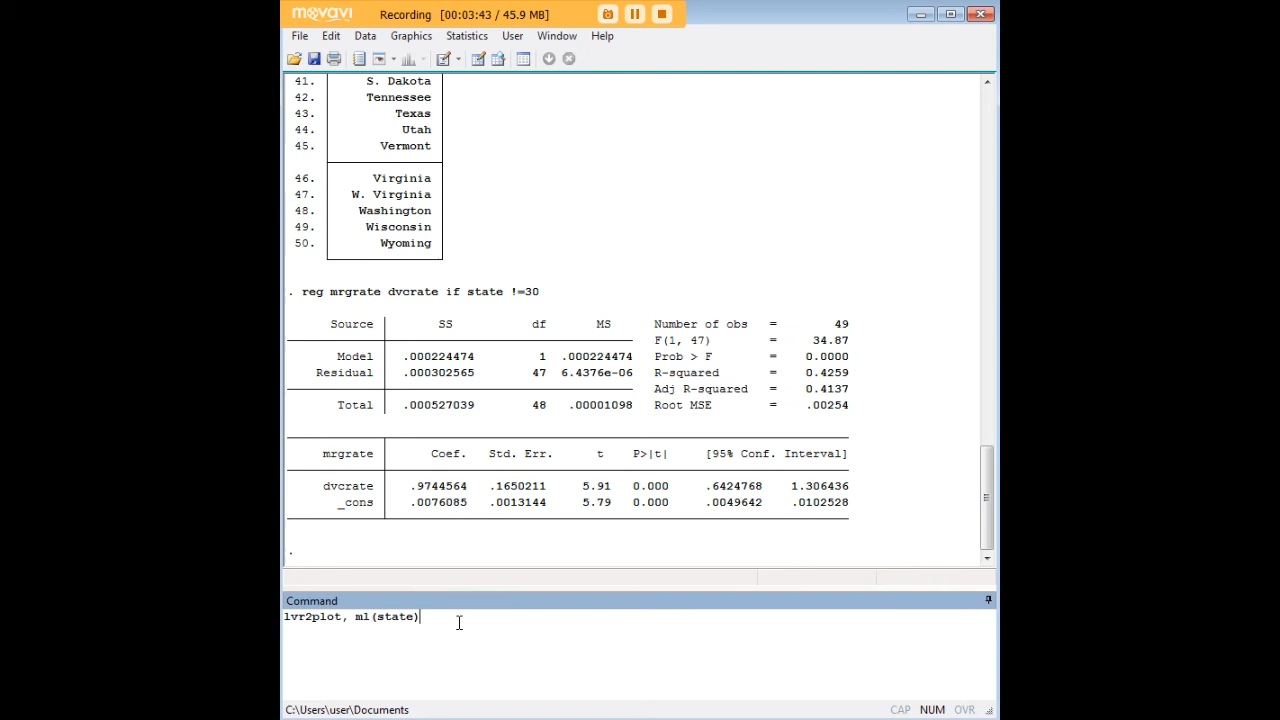 movavi Recording [00:03:43 / 45.9 MB]
File Edit Data Graphics Statistics User Window Help
41. S. Dakota
42. Tennessee
43. Texas
44. Utah
45. Vermont
46. Virginia
47. W. Virginia
48. Washington
49. Wisconsin
50. Wyoming
. reg mrgrate dvcrate if state !=30
Source SS df MS Number of obs = 49
F(1, 47) = 34.87
Model .000224474 1 .000224474 Prob > F = 0.0000
Residual .000302565 47 6.4376e-06 R-squared = 0.4259
Adj R-squared = 0.4137
Total .000527039 48 .00001098 Root MSE = .00254
mrgrate Coef. Std. Err. t P>|t| [95% Conf. Interval]
dvcrate .9744564 .1650211 5.91 0.000 .6424768 1.306436
_cons .0076085 .0013144 5.79 0.000 .0049642 .0102528
.
Command
lvr2plot, ml(state)
C:\Users\user\Documents CAP NUM OVR